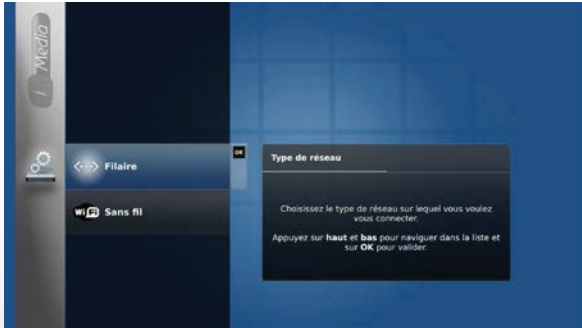 i Media
Filaire
OK
WiFi Sans fil
Type de réseau
Choisissez le type de réseau sur lequel vous voulez
vous connecter.
Appuyez sur haut et bas pour naviguer dans la liste et
sur OK pour valider.